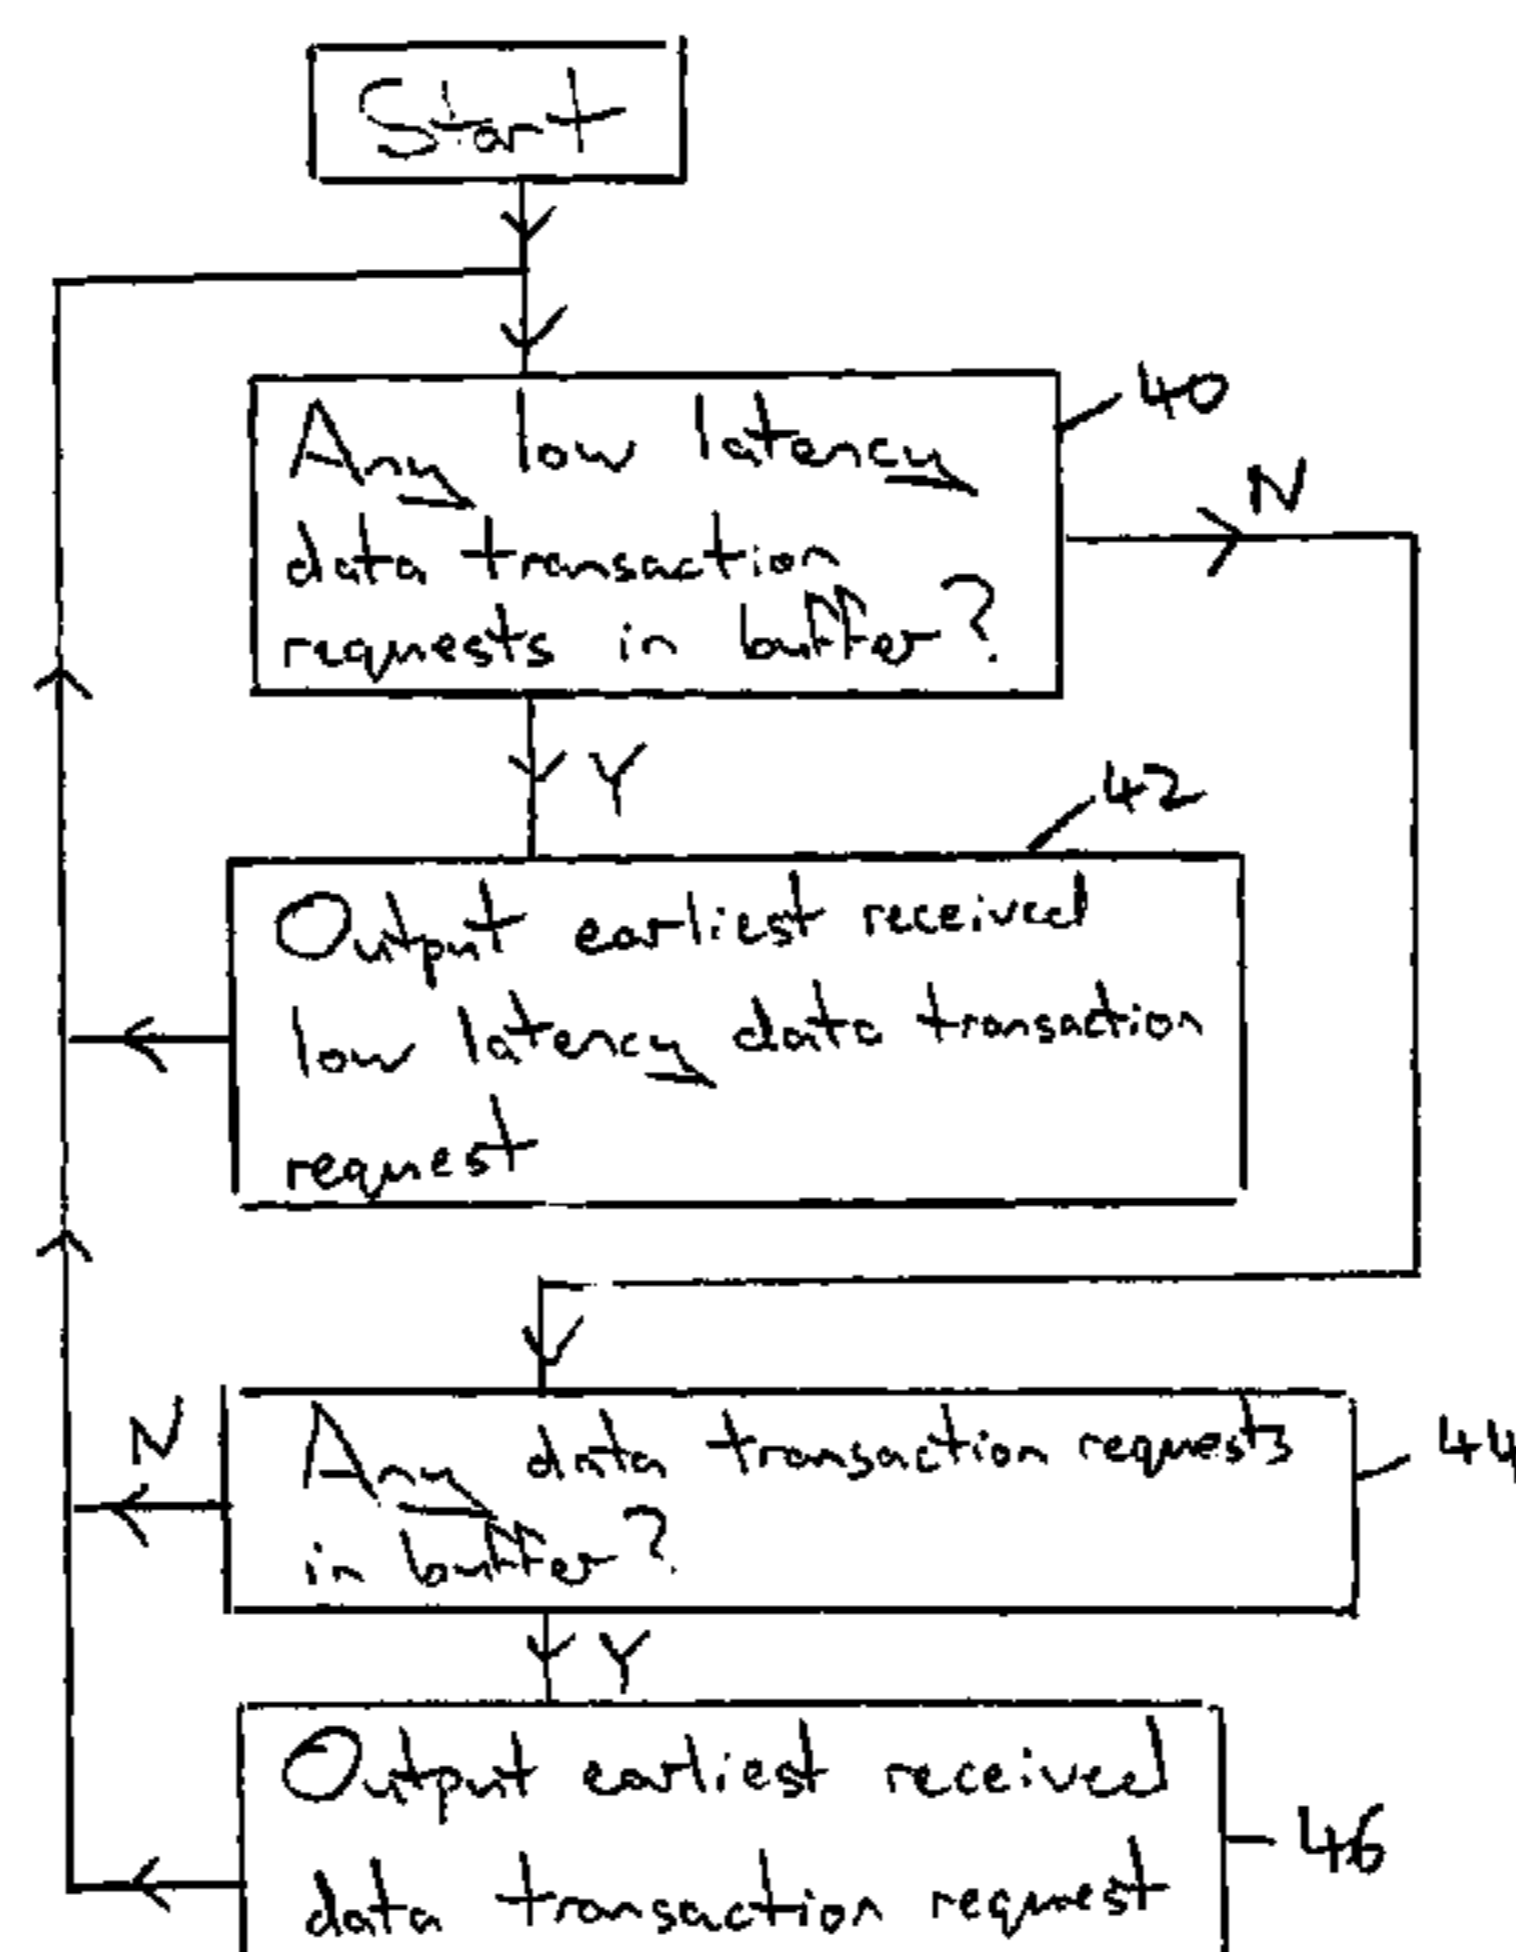 Start
40
Any low latency
data transaction
requests in buffer?
N
Y
42
Output earliest received
low latency data transaction
request
N
Any data transaction requests
in buffer?
44
Y
Output earliest received
data transaction request
46